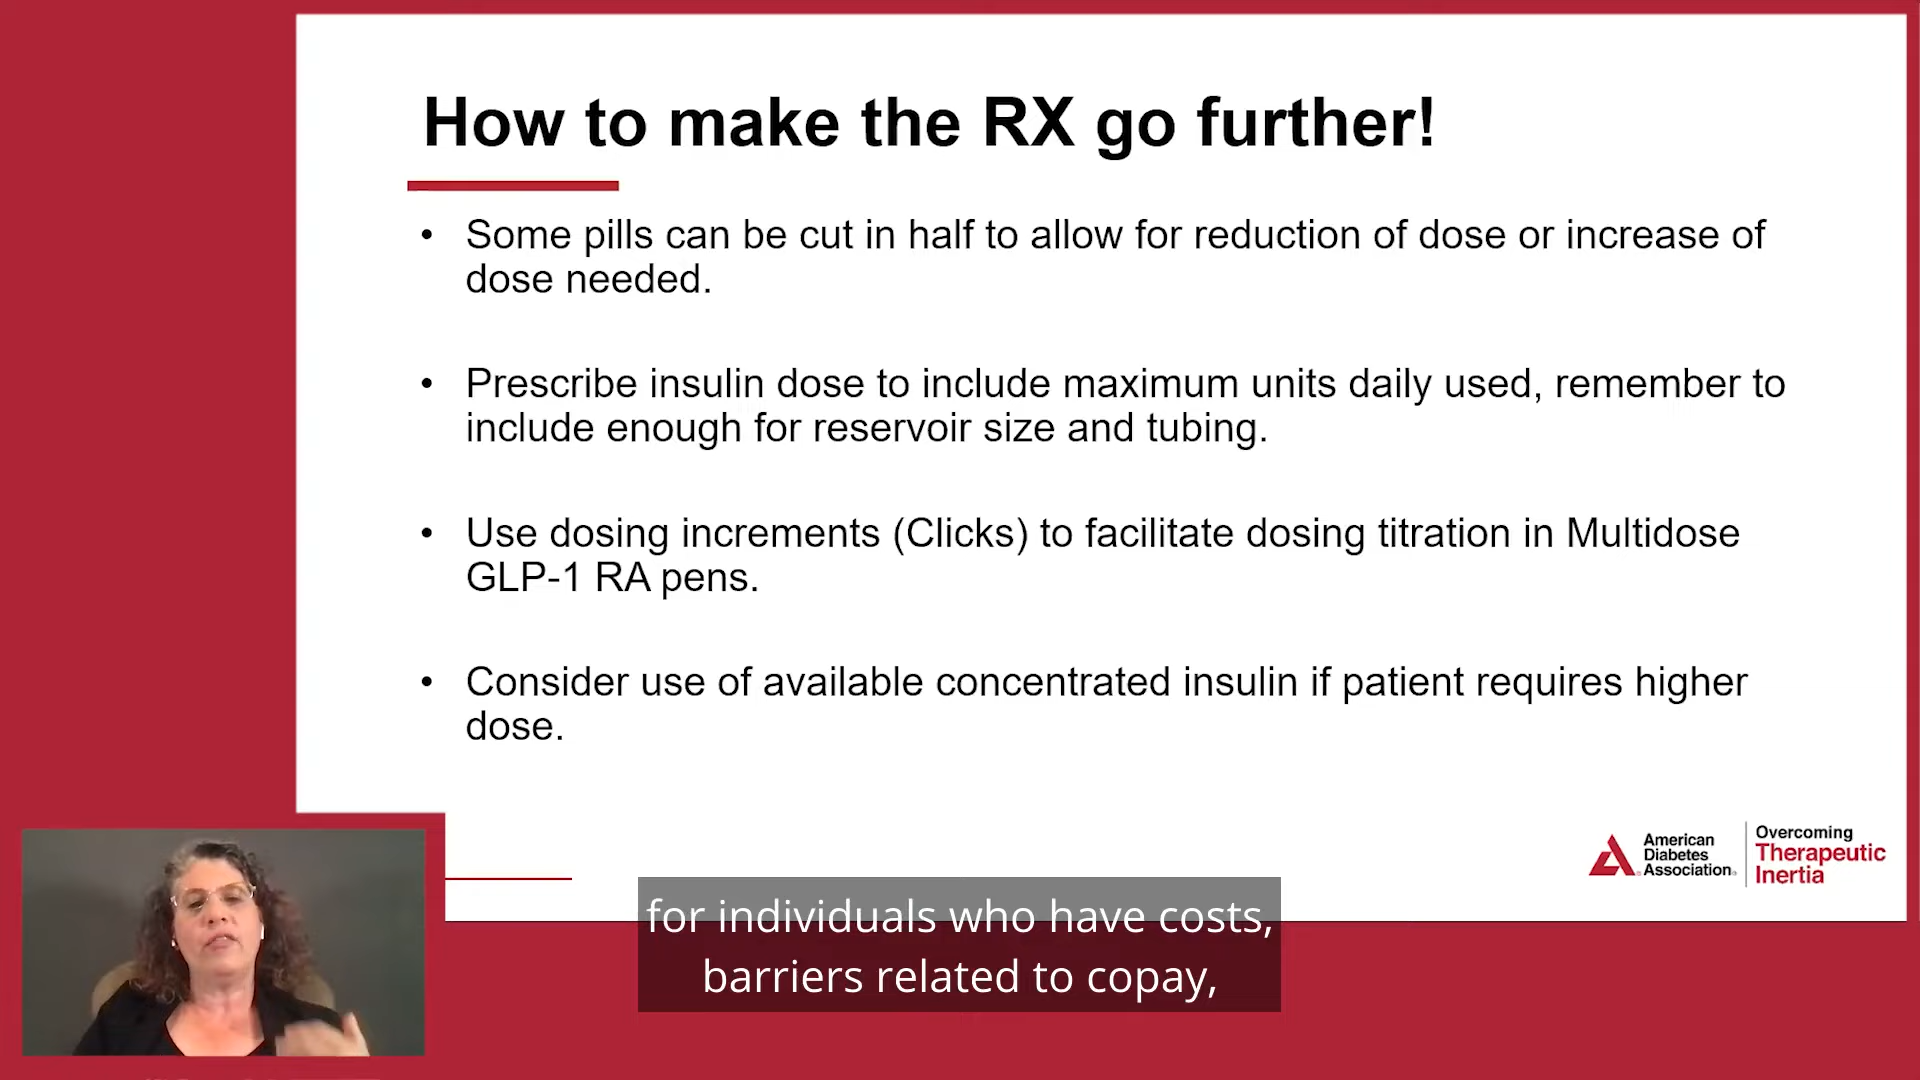 How to make the RX go further!
• Some pills can be cut in half to allow for reduction of dose or increase of
dose needed.
• Prescribe insulin dose to include maximum units daily used, remember to
include enough for reservoir size and tubing.
• Use dosing increments (Clicks) to facilitate dosing titration in Multidose
GLP-1 RA pens.
• Consider use of available concentrated insulin if patient requires higher
dose.
American
Diabetes
Association®
Overcoming
Therapeutic
Inertia
for individuals who have costs,
barriers related to copay,